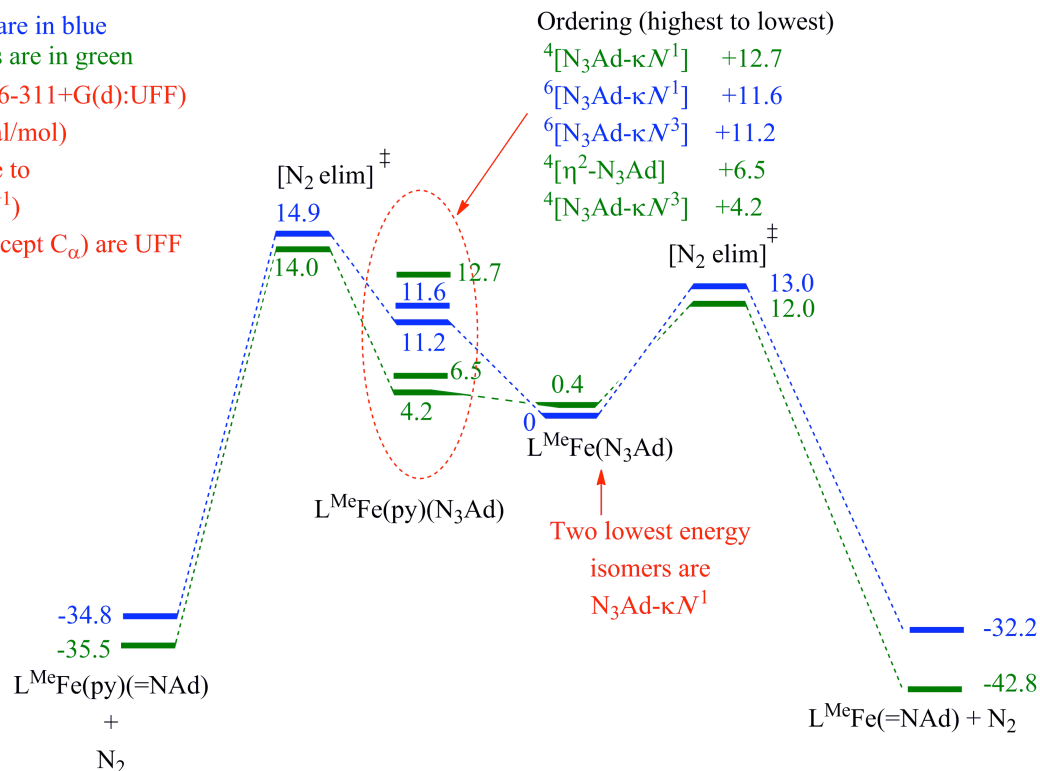 are in blue
s are in green
6-311+G(d):UFF)
al/mol)
e to
⁻¹)
cept Cα) are UFF
Ordering (highest to lowest)
⁴[N₃Ad-κN¹] +12.7
⁶[N₃Ad-κN¹] +11.6
⁶[N₃Ad-κN³] +11.2
⁴[η²-N₃Ad] +6.5
⁴[N₃Ad-κN³] +4.2
[N₂ elim]‡
14.9
14.0
12.7
11.6
11.2
6.5
4.2
LᴹᵉFe(py)(N₃Ad)
0.4
0
LᴹᵉFe(N₃Ad)
Two lowest energy
isomers are
N₃Ad-κN¹
[N₂ elim]‡
13.0
12.0
-34.8
-35.5
LᴹᵉFe(py)(=NAd)
+
N₂
-32.2
-42.8
LᴹᵉFe(=NAd) + N₂